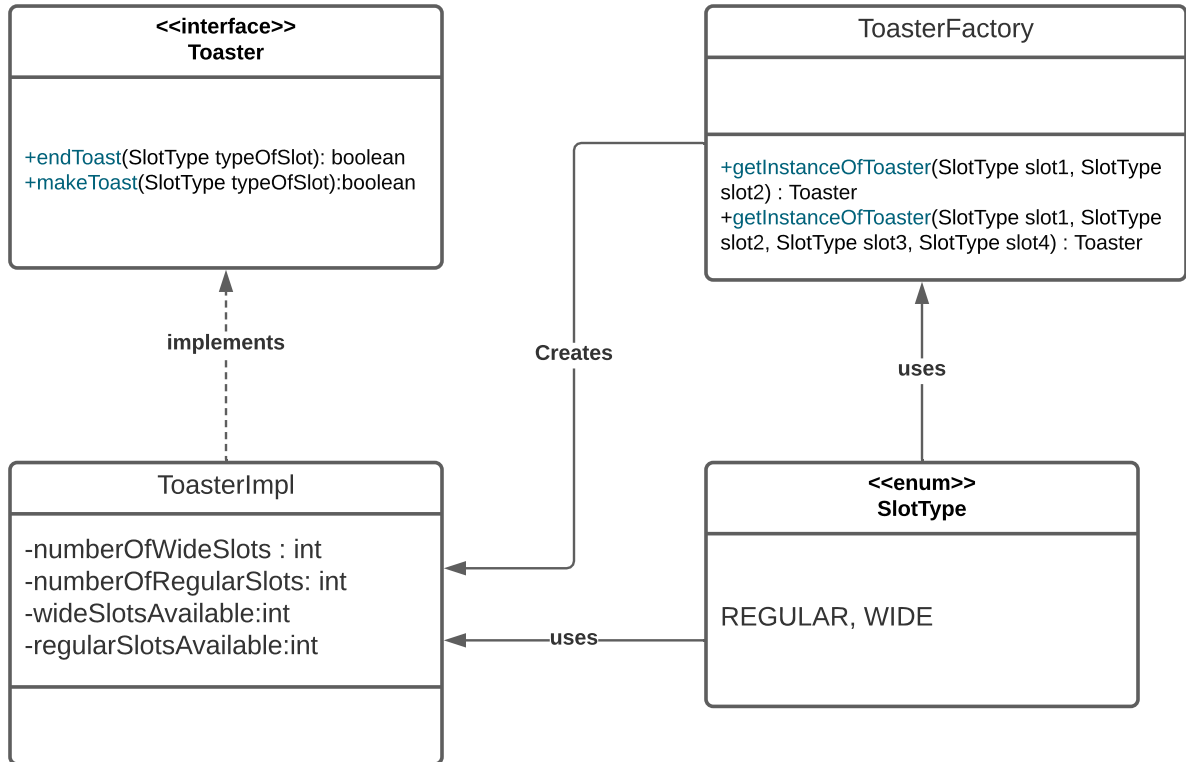 <<interface>>
Toaster
+endToast(SlotType typeOfSlot): boolean
+makeToast(SlotType typeOfSlot):boolean
ToasterFactory
+getInstanceOfToaster(SlotType slot1, SlotType
slot2) : Toaster
+getInstanceOfToaster(SlotType slot1, SlotType
slot2, SlotType slot3, SlotType slot4) : Toaster
implements
Creates
uses
ToasterImpl
-numberOfWideSlots : int
-numberOfRegularSlots: int
-wideSlotsAvailable:int
-regularSlotsAvailable:int
uses
<<enum>>
SlotType
REGULAR, WIDE